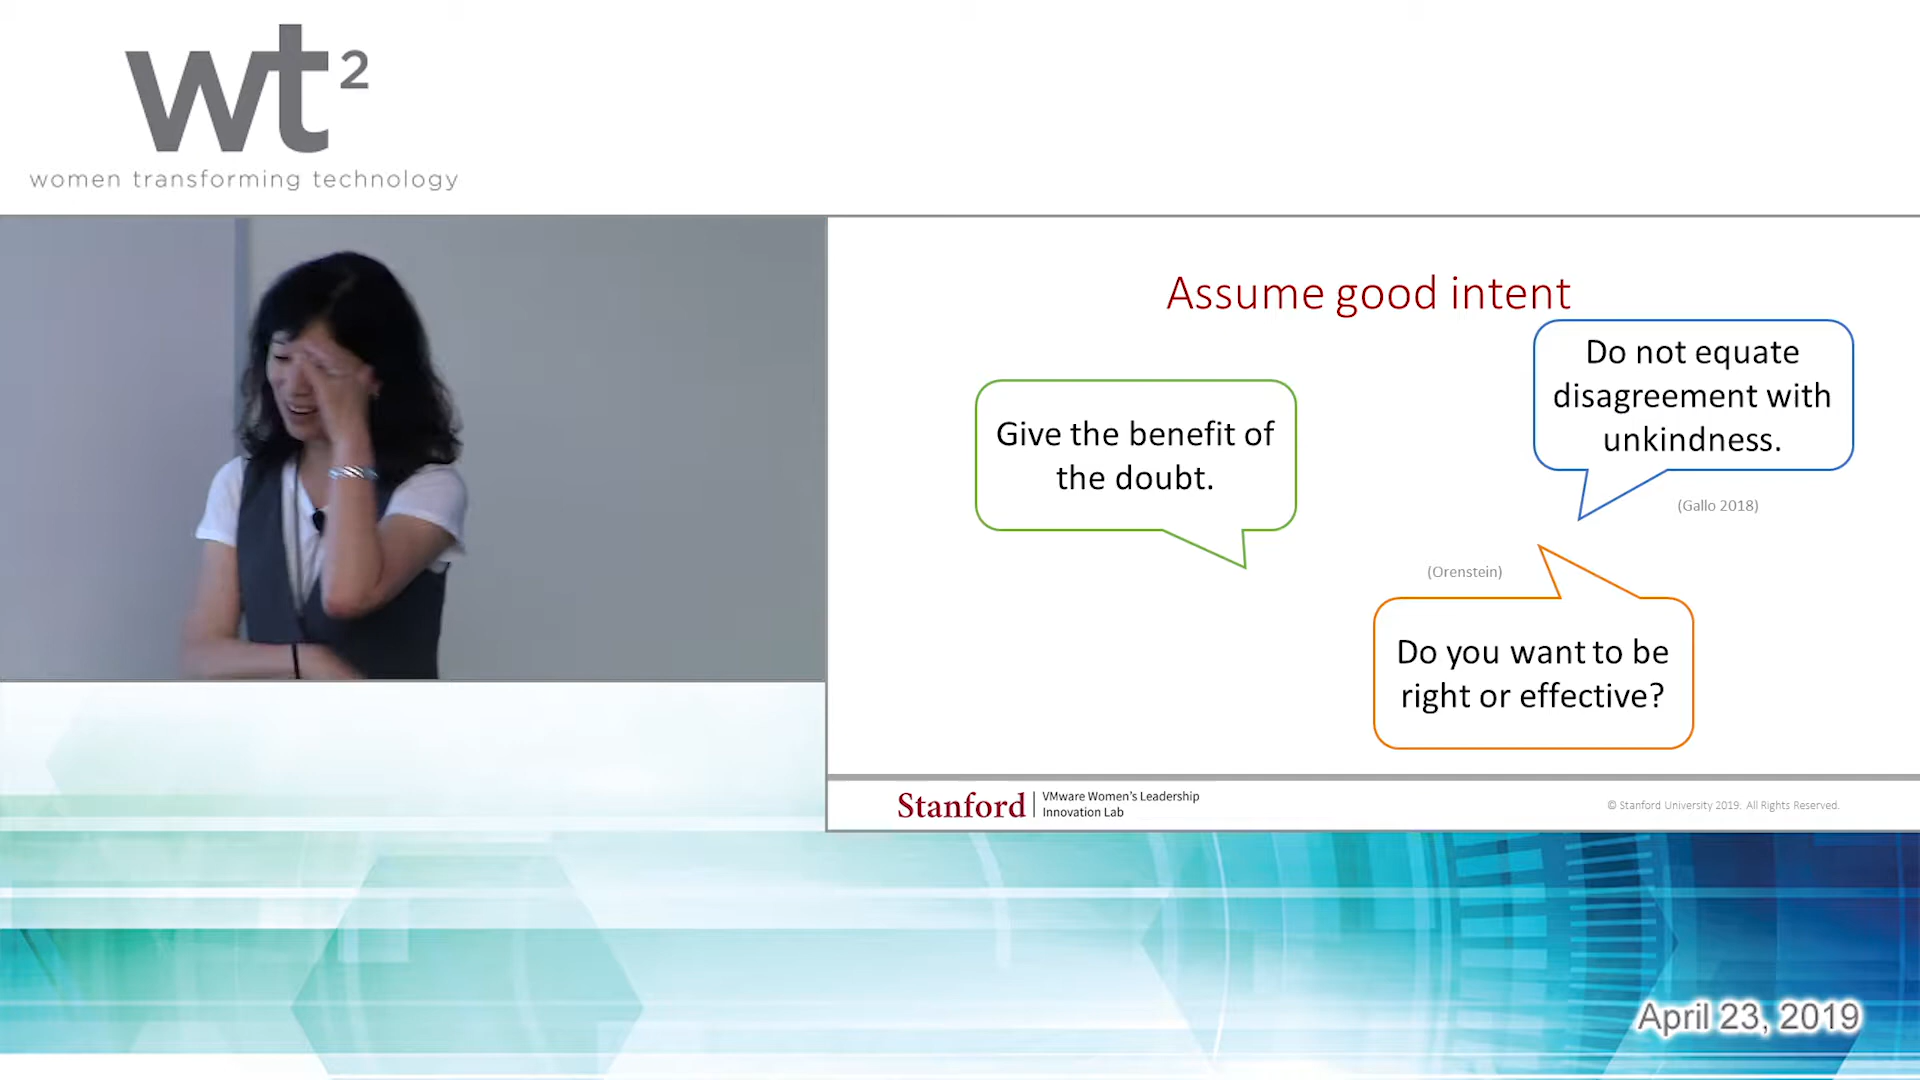 wt²
women transforming technology
Assume good intent
Do not equate
disagreement with
unkindness.
(Gallo 2018)
Give the benefit of
the doubt.
(Orenstein)
Do you want to be
right or effective?
Stanford
VMware Women's Leadership
Innovation Lab
© Stanford University 2019. All Rights Reserved.
April 23, 2019